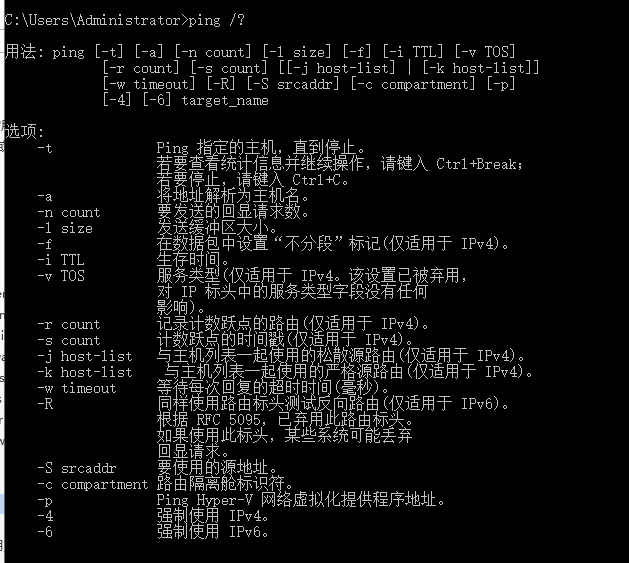 C:\Users\Administrator>ping /?
用法: ping [-t] [-a] [-n count] [-l size] [-f] [-i TTL] [-v TOS]
[-r count] [-s count] [[-j host-list] | [-k host-list]]
[-w timeout] [-R] [-S srcaddr] [-c compartment] [-p]
[-4] [-6] target_name
选项:
-t Ping 指定的主机，直到停止。
若要查看统计信息并继续操作，请键入 Ctrl+Break；
若要停止，请键入 Ctrl+C。
-a 将地址解析为主机名。
-n count 要发送的回显请求数。
-l size 发送缓冲区大小。
-f 在数据包中设置“不分段”标记(仅适用于 IPv4)。
-i TTL 生存时间。
-v TOS 服务类型(仅适用于 IPv4。该设置已被弃用，
对 IP 标头中的服务类型字段没有任何
影响)。
-r count 记录计数跃点的路由(仅适用于 IPv4)。
-s count 计数跃点的时间戳(仅适用于 IPv4)。
-j host-list 与主机列表一起使用的松散源路由(仅适用于 IPv4)。
-k host-list 与主机列表一起使用的严格源路由(仅适用于 IPv4)。
-w timeout 等待每次回复的超时时间(毫秒)。
-R 同样使用路由标头测试反向路由(仅适用于 IPv6)。
根据 RFC 5095，已弃用此路由标头。
如果使用此标头，某些系统可能丢弃
回显请求。
-S srcaddr 要使用的源地址。
-c compartment 路由隔离舱标识符。
-p Ping Hyper-V 网络虚拟化提供程序地址。
-4 强制使用 IPv4。
-6 强制使用 IPv6。